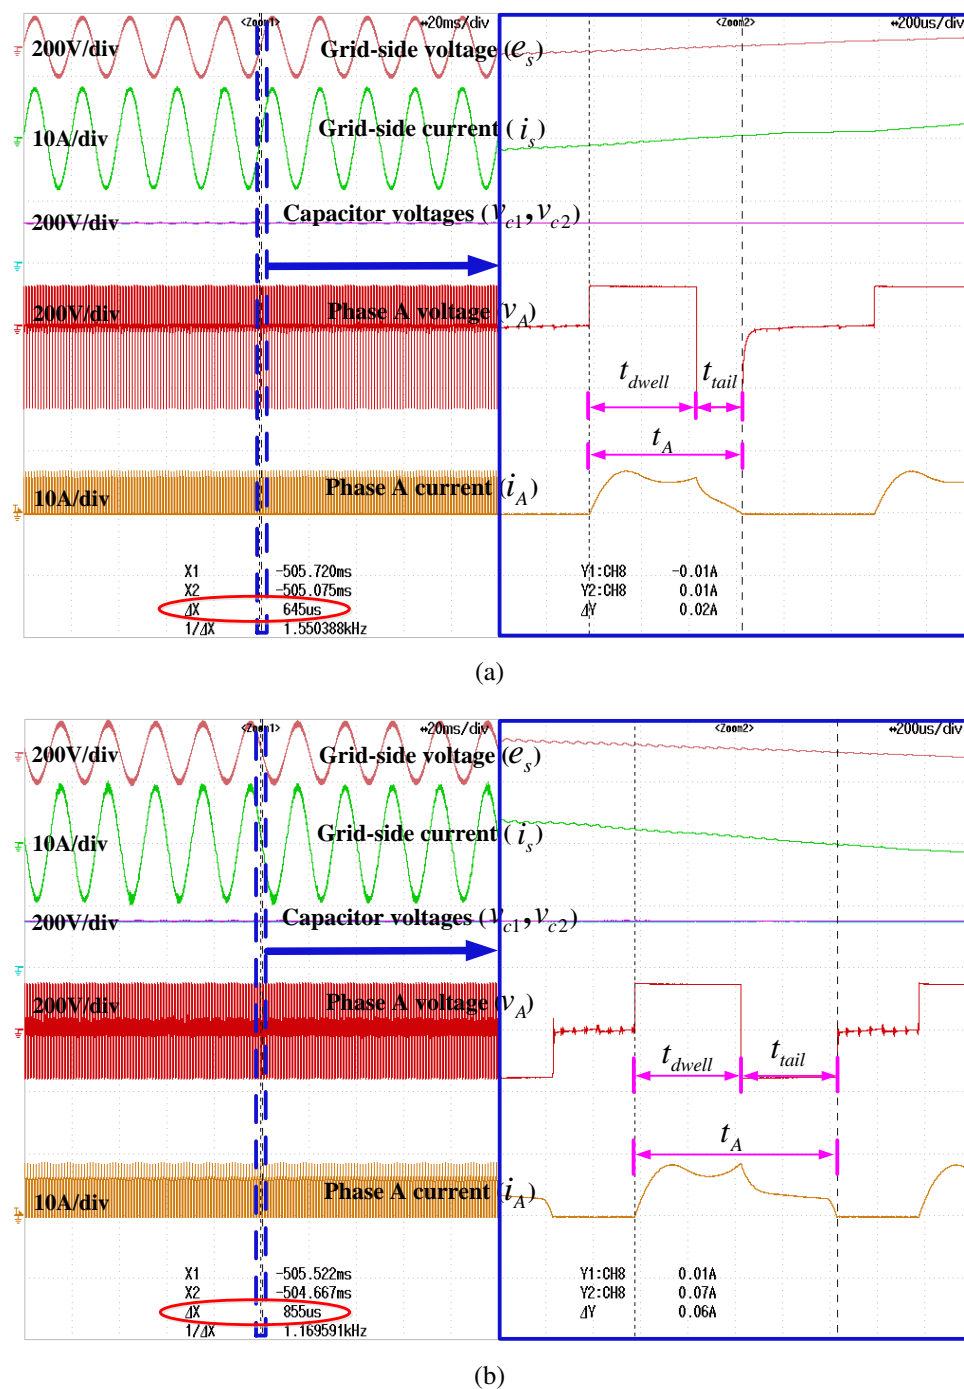 <Zoom1> ↔20ms/div <Zoom2> ↔200us/div
200V/div Grid-side voltage (e_s)
10A/div Grid-side current (i_s)
200V/div Capacitor voltages (v_c1, v_c2)
200V/div Phase A voltage (v_A)
t_dwell t_tail
t_A
10A/div Phase A current (i_A)
X1 -505.720ms Y1:CH8 -0.01A
X2 -505.075ms Y2:CH8 0.01A
ΔX 645us ΔY 0.02A
1/ΔX 1.550388kHz
(a)
<Zoom1> ↔20ms/div <Zoom2> ↔200us/div
200V/div Grid-side voltage (e_s)
10A/div Grid-side current (i_s)
200V/div Capacitor voltages (v_c1, v_c2)
200V/div Phase A voltage (v_A)
t_dwell t_tail
t_A
10A/div Phase A current (i_A)
X1 -505.522ms Y1:CH8 0.01A
X2 -504.667ms Y2:CH8 0.07A
ΔX 855us ΔY 0.06A
1/ΔX 1.169591kHz
(b)